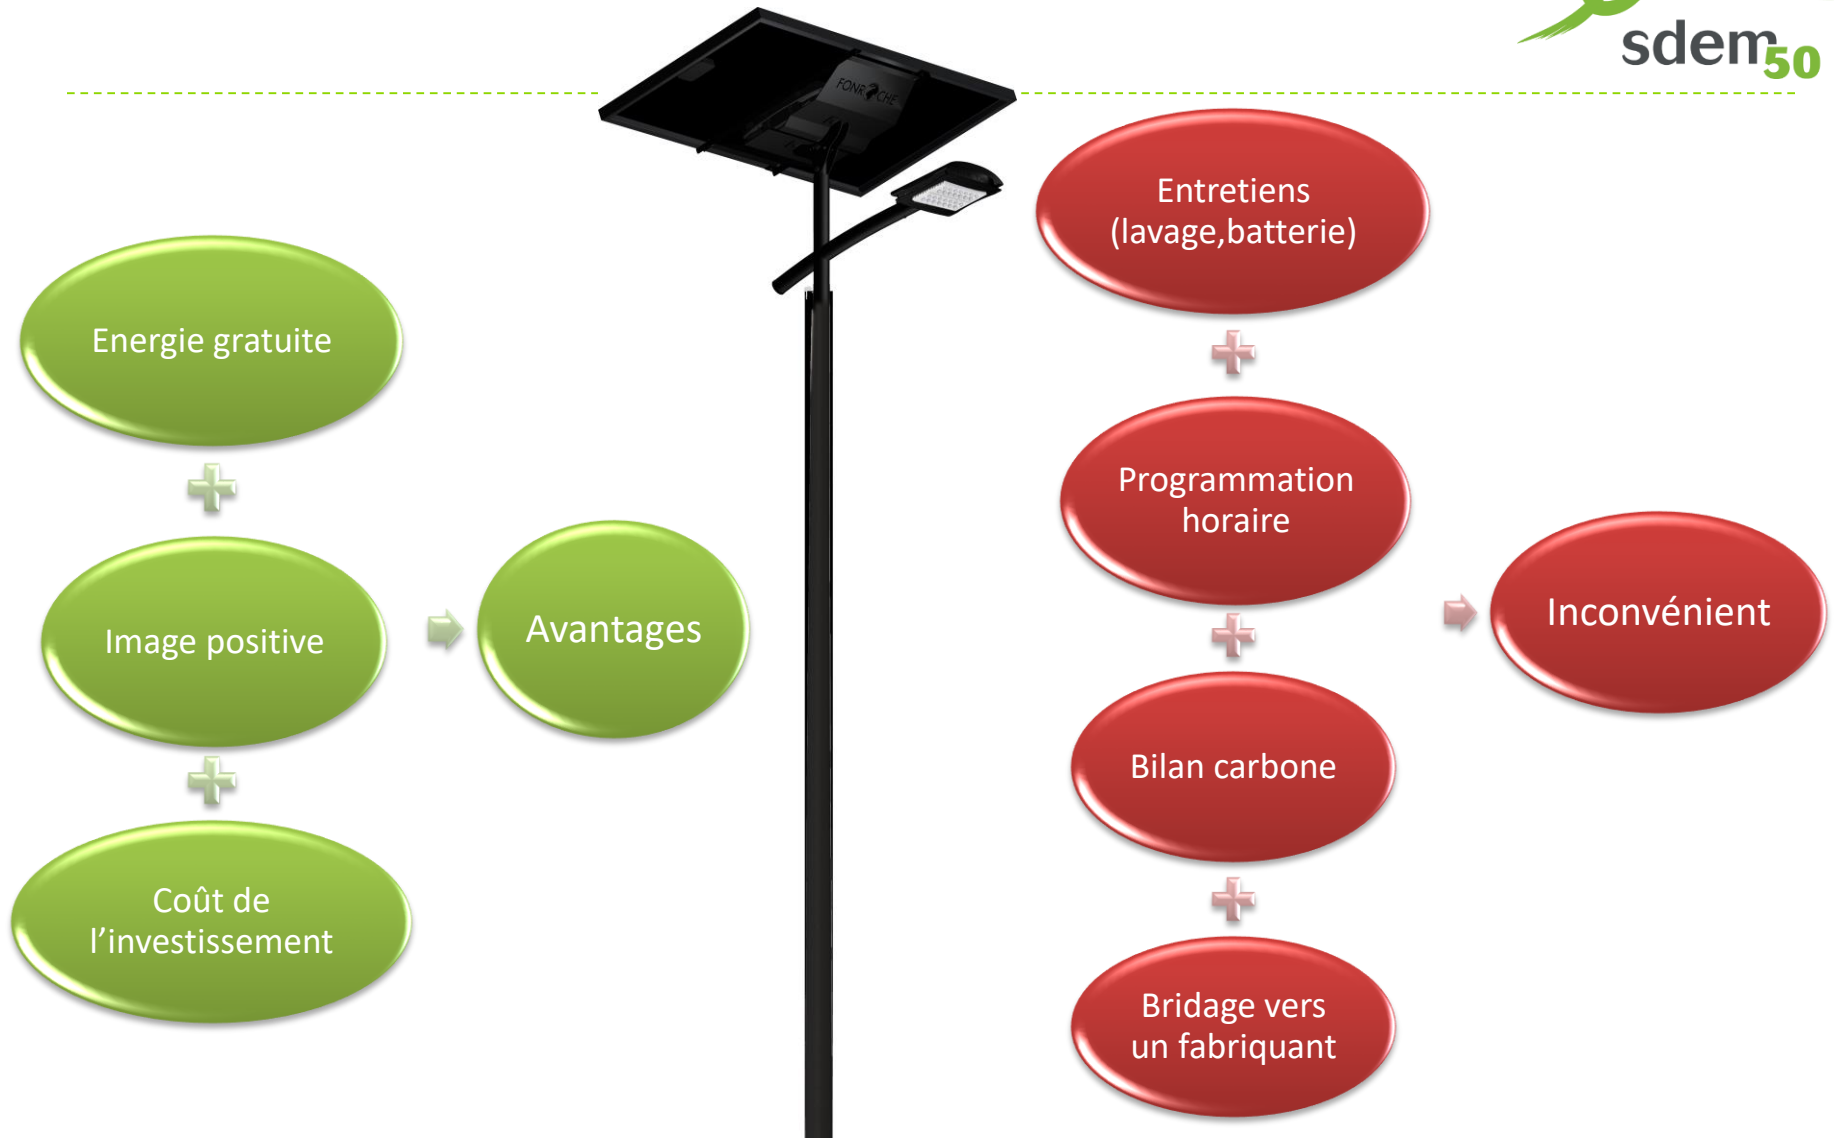 sdem50
FONROCHE
Energie gratuite
Image positive
Coût de
l’investissement
Avantages
Entretiens
(lavage,batterie)
Programmation
horaire
Bilan carbone
Bridage vers
un fabriquant
Inconvénient